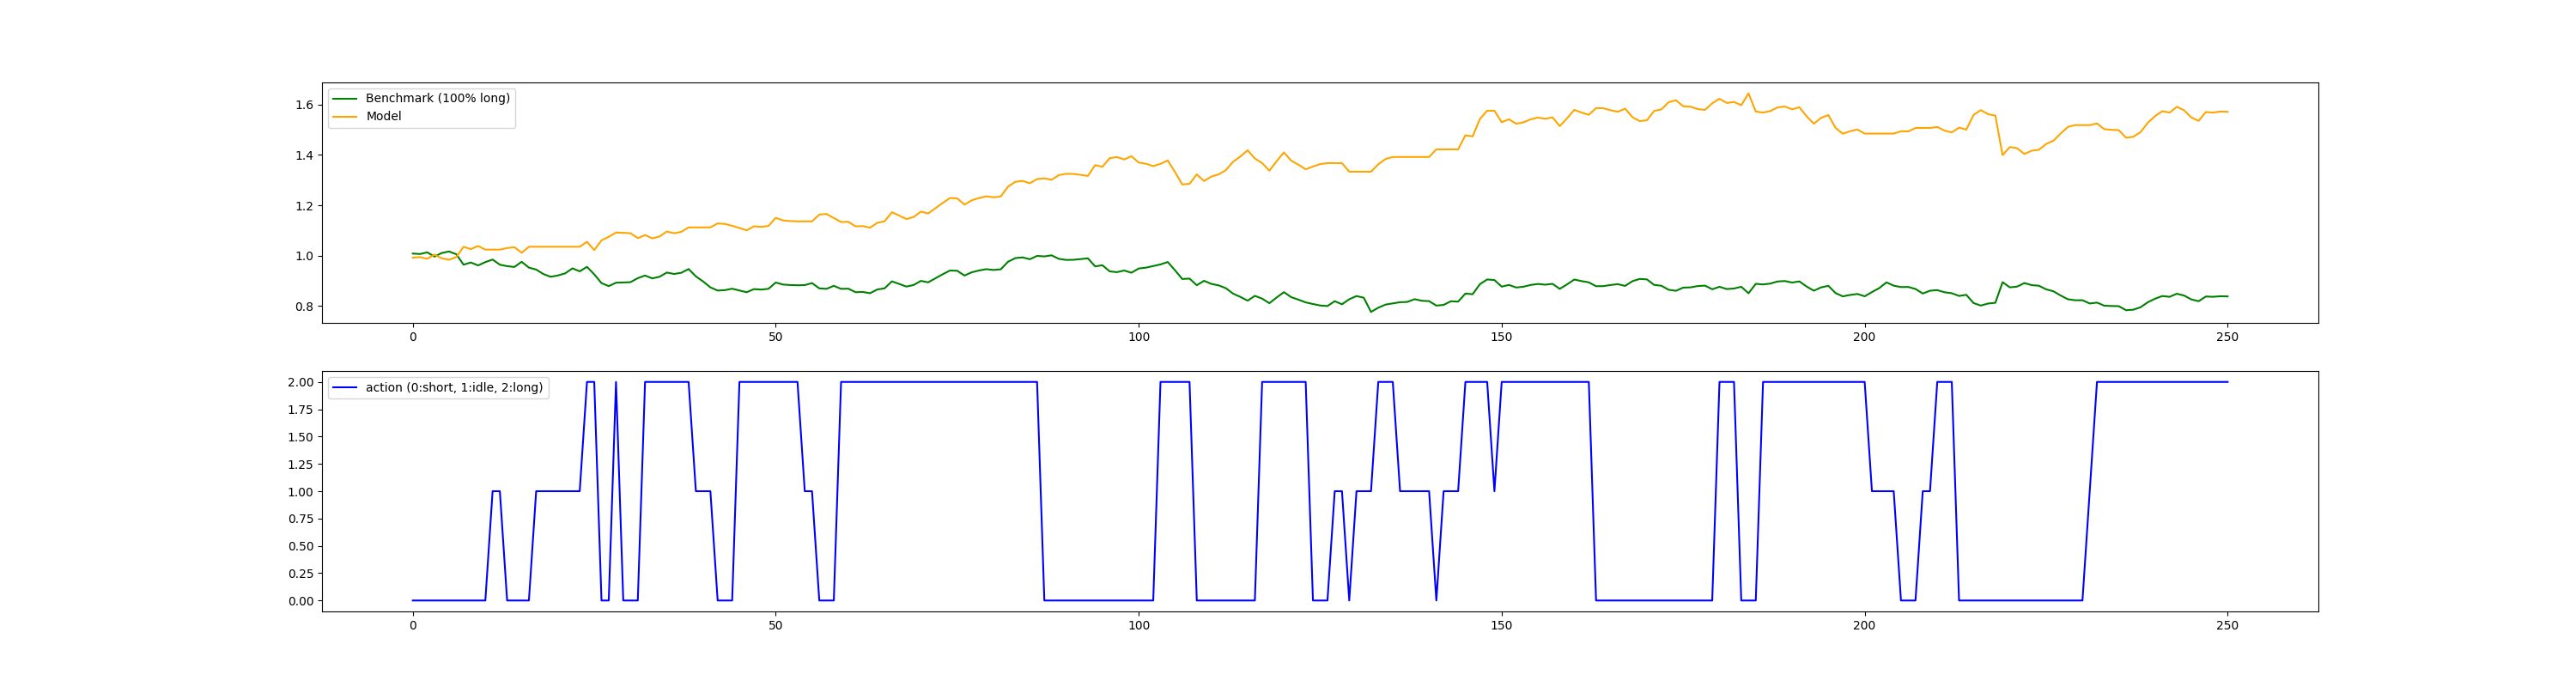 Benchmark (100% long)
Model
1.6
1.4
1.2
1.0
0.8
0 50 100 150 200 250
action (0:short, 1:idle, 2:long)
2.00
1.75
1.50
1.25
1.00
0.75
0.50
0.25
0.00
0 50 100 150 200 250